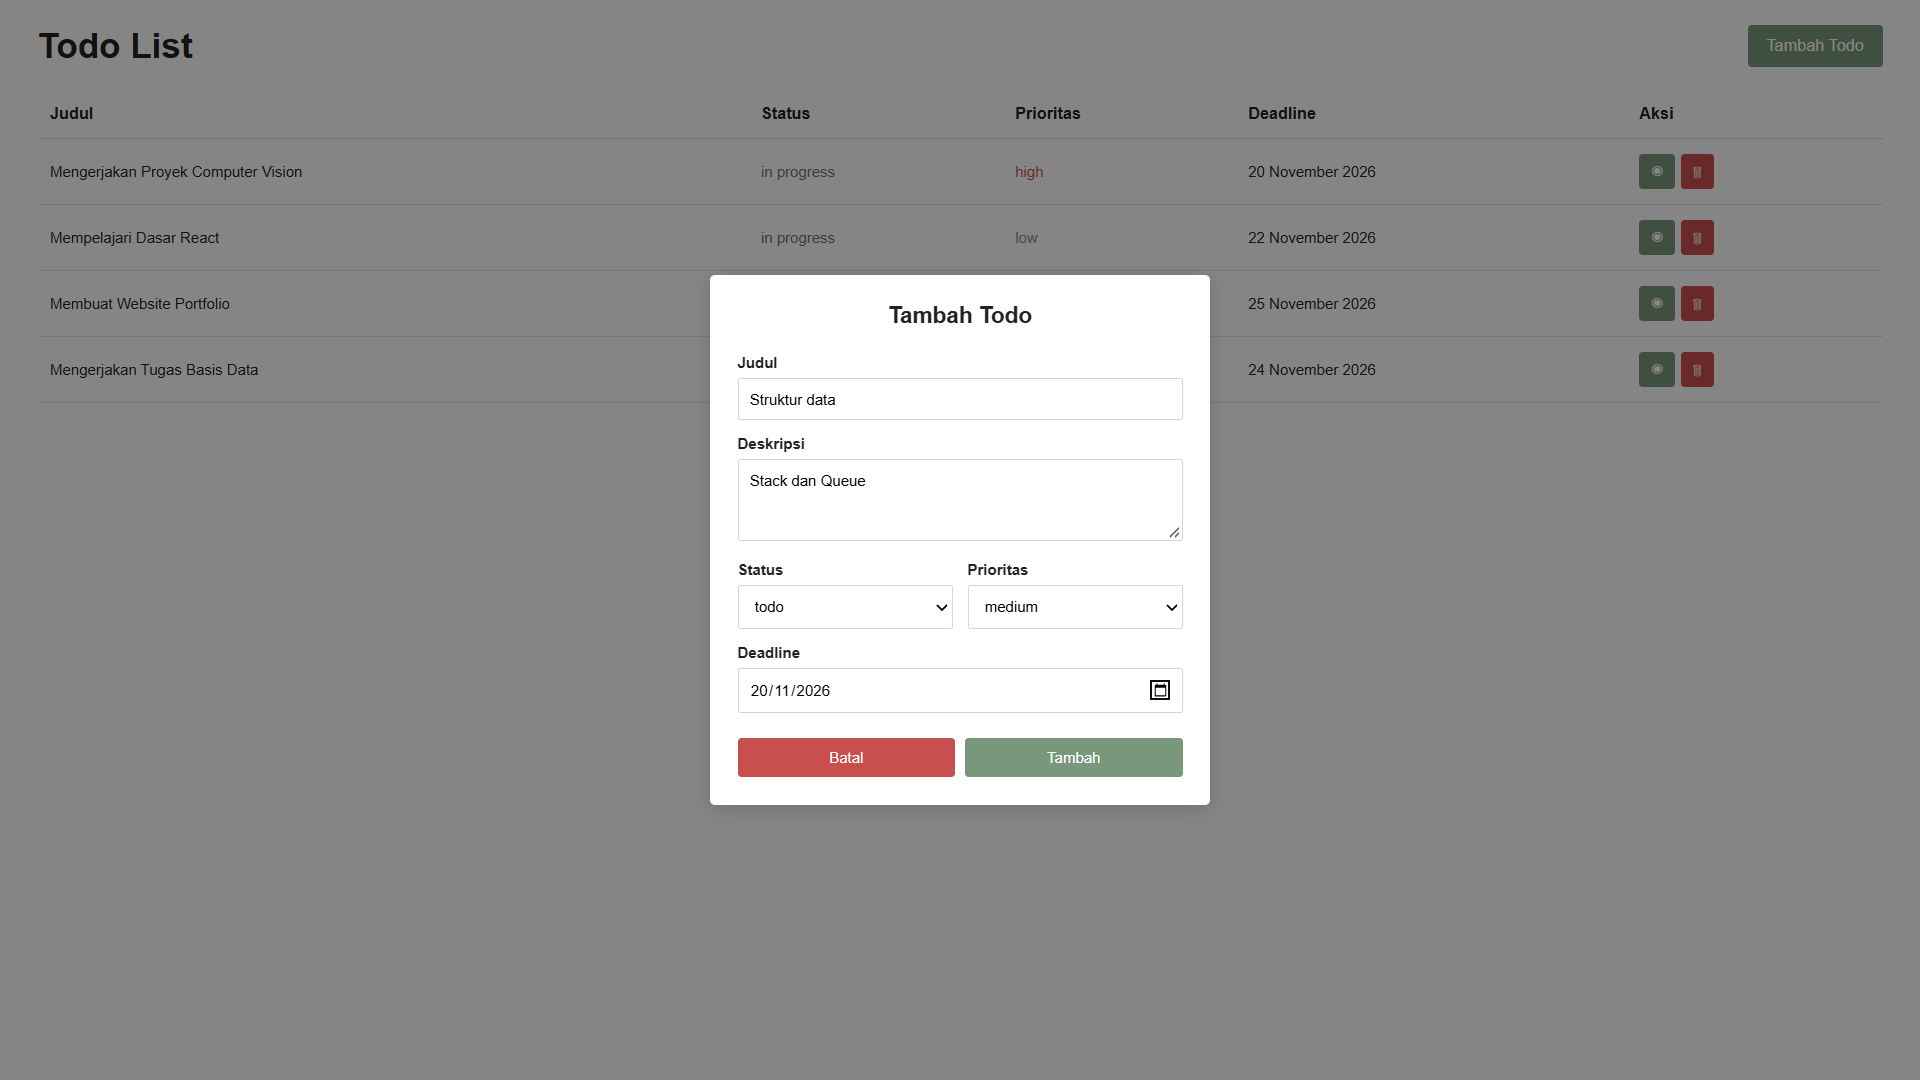 Todo List
Tambah Todo
Judul Status Prioritas Deadline Aksi
Mengerjakan Proyek Computer Vision in progress high 20 November 2026
Mempelajari Dasar React in progress low 22 November 2026
Membuat Website Portfolio 25 November 2026
Mengerjakan Tugas Basis Data 24 November 2026
Tambah Todo
Judul
Struktur data
Deskripsi
Stack dan Queue
Status Prioritas
todo medium
Deadline
20/11/2026
Batal Tambah